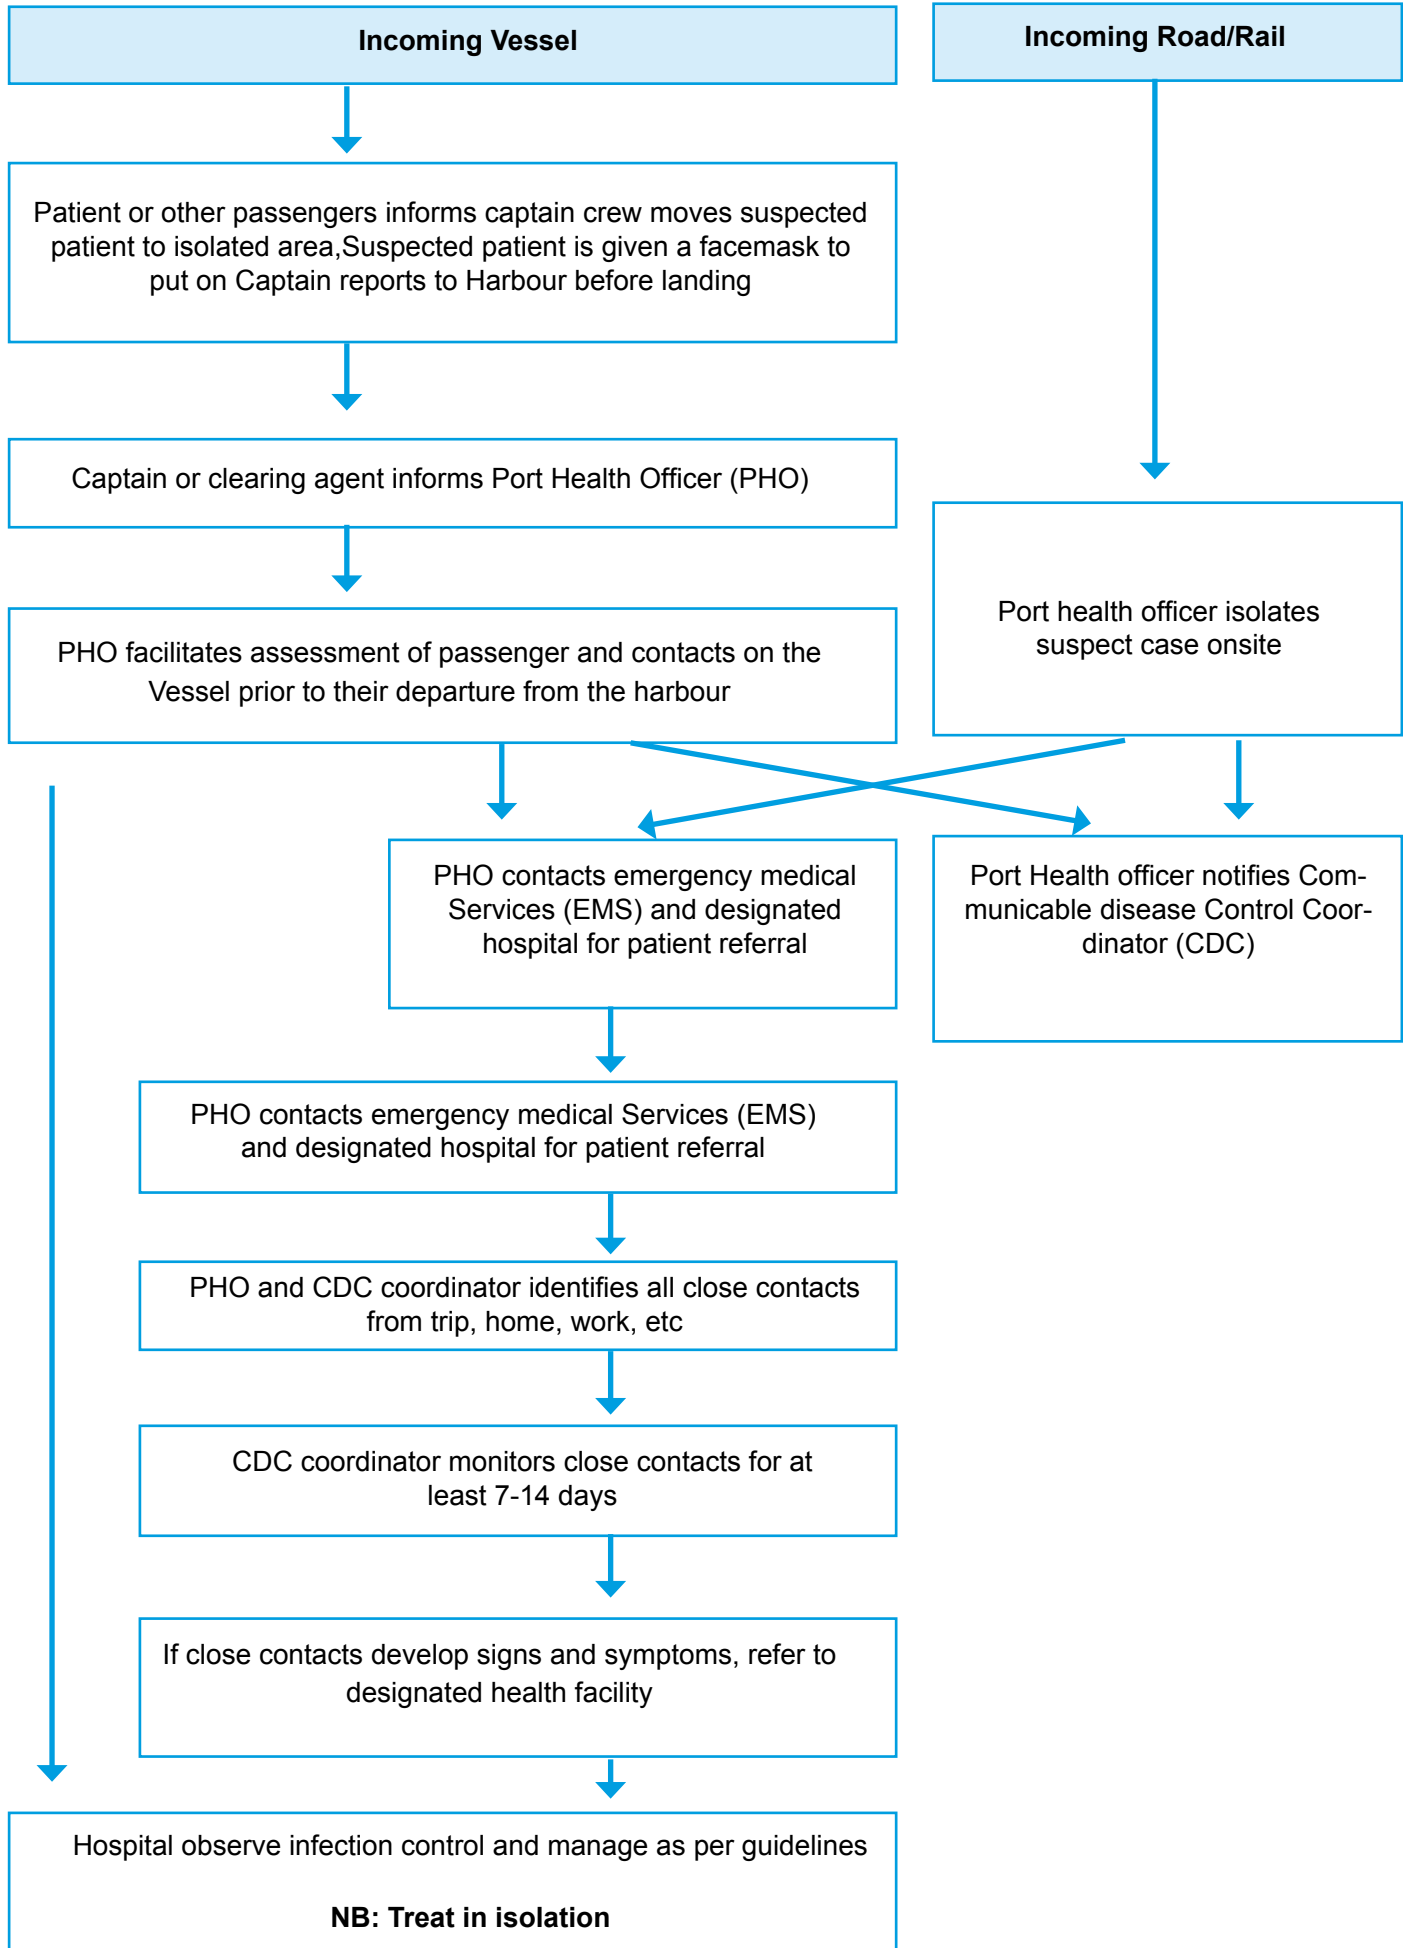 Incoming Vessel
Incoming Road/Rail
Patient or other passengers informs captain crew moves suspected
patient to isolated area,Suspected patient is given a facemask to
put on Captain reports to Harbour before landing
Captain or clearing agent informs Port Health Officer (PHO)
PHO facilitates assessment of passenger and contacts on the
Vessel prior to their departure from the harbour
Port health officer isolates
suspect case onsite
PHO contacts emergency medical
Services (EMS) and designated
hospital for patient referral
Port Health officer notifies Com-
municable disease Control Coor-
dinator (CDC)
PHO contacts emergency medical Services (EMS)
and designated hospital for patient referral
PHO and CDC coordinator identifies all close contacts
from trip, home, work, etc
CDC coordinator monitors close contacts for at
least 7-14 days
If close contacts develop signs and symptoms, refer to
designated health facility
Hospital observe infection control and manage as per guidelines
NB: Treat in isolation